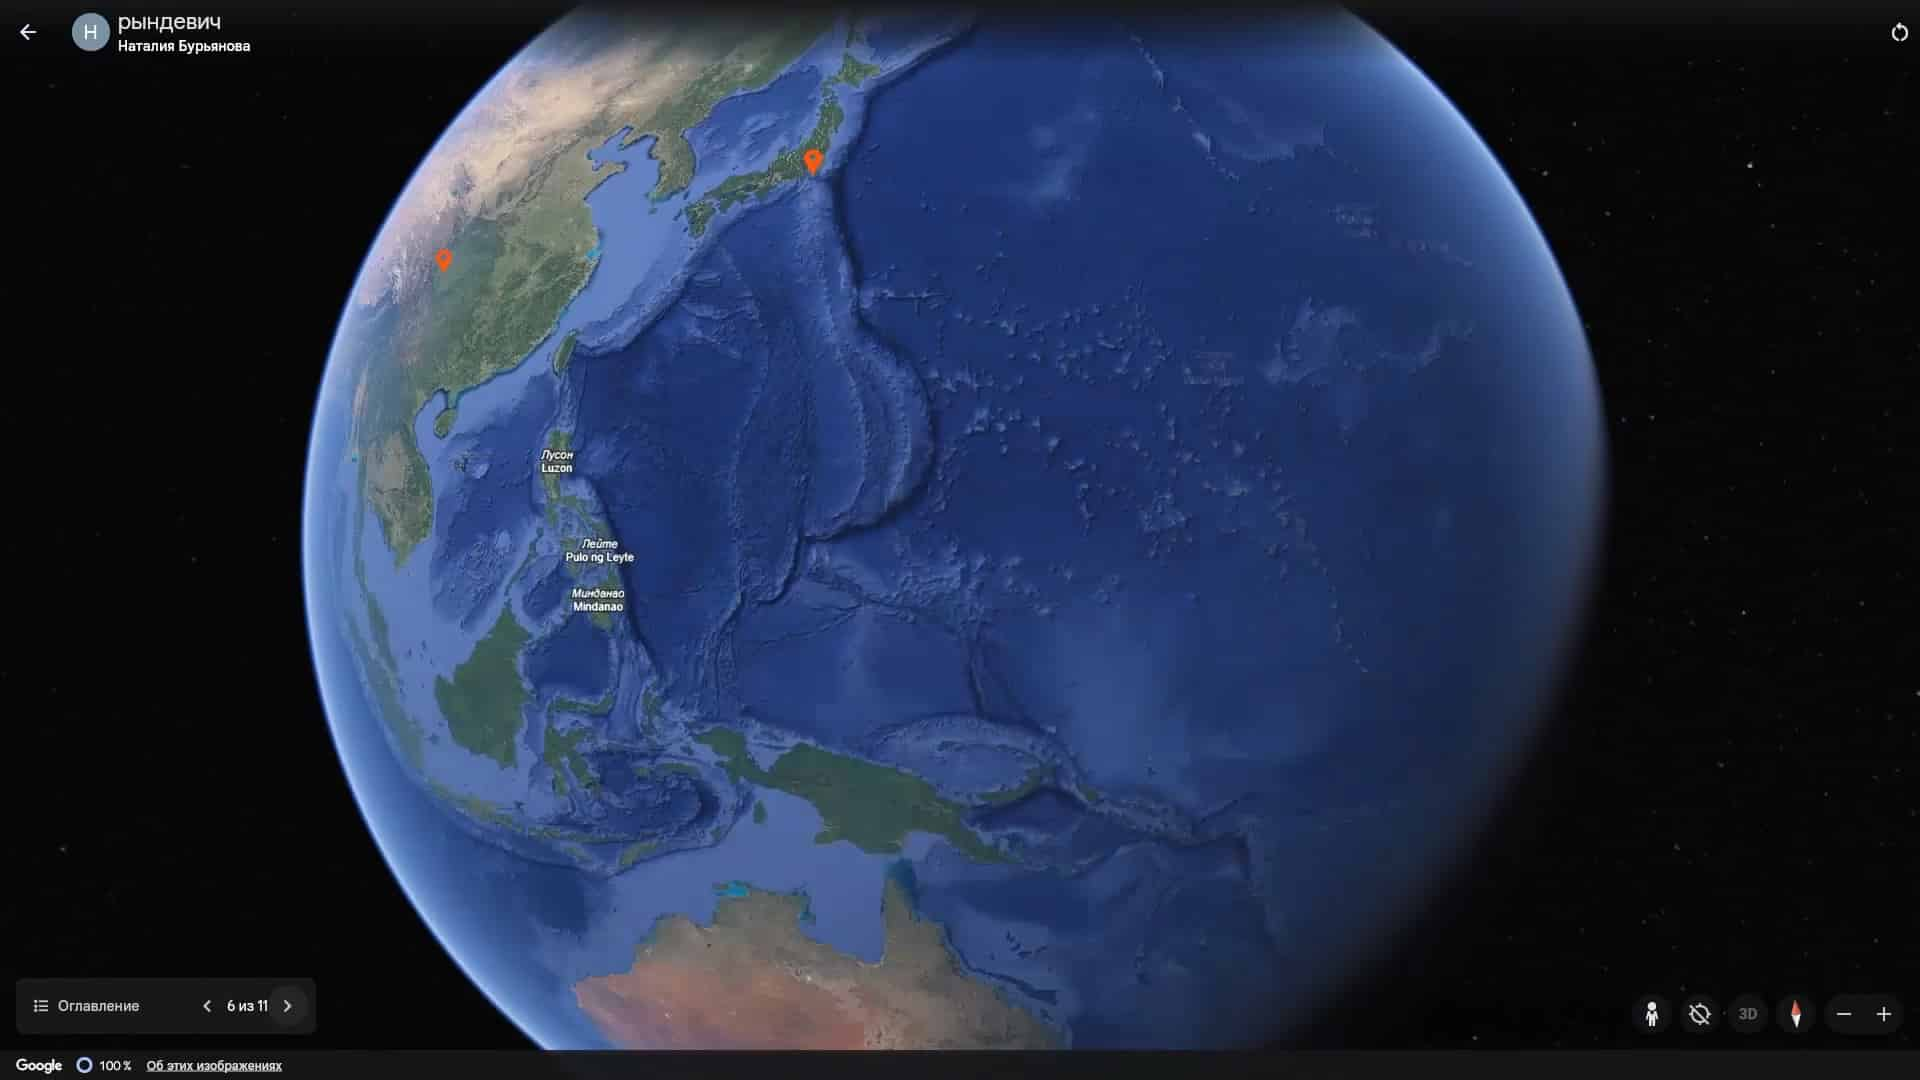 рындевич
Н
Наталия Бурьянова
Лусон
Luzon
Лейте
Pulo ng Leyte
Минданао
Mindanao
Оглавление
6 из 11
3D
Google
100 %
Об этих изображениях